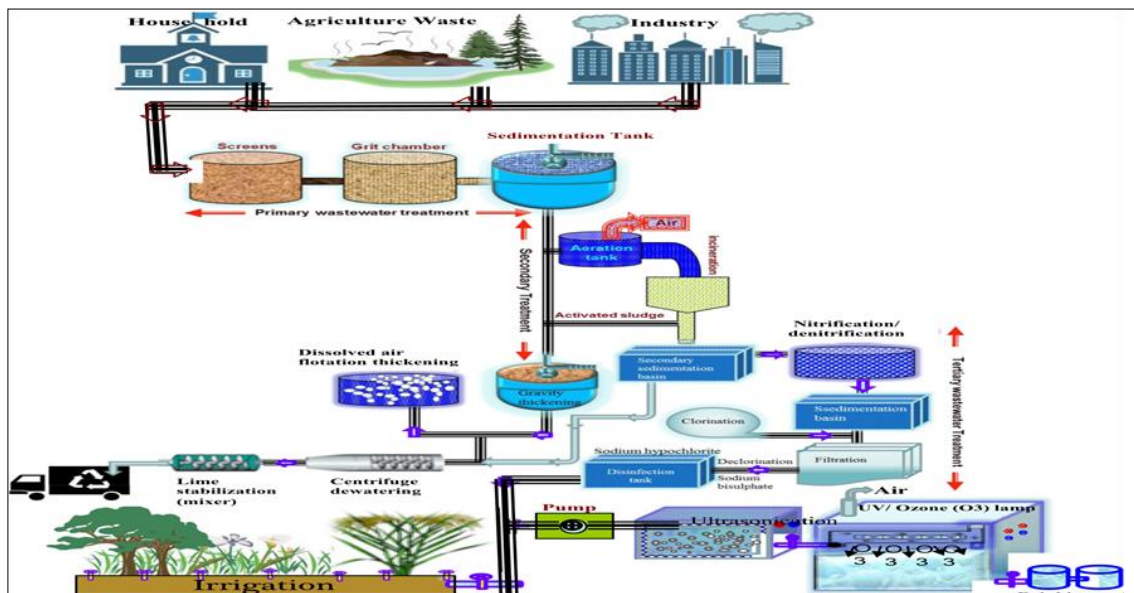 House hold
Agriculture Waste
Industry
Sedimentation Tank
Screens
Grit chamber
Primary wastewater treatment
Air
Aeration
tank
Incineration
Secondary Treatment
Activated sludge
Nitrification/
denitrification
Dissolved air
flotation thickening
Gravity
thickening
Secondary
sedimentation
basin
Tertiary wastewater Treatment
Ssedimentation
basin
Clorination
Sodium hypochlorite
Declorination
Sodium
bisulphate
Filtration
Disinfection
tank
Lime
stabilization
(mixer)
Centrifuge
dewatering
Air
UV/ Ozone (O3) lamp
Pump
Ultrasonication
3 3 3 3
Irrigation